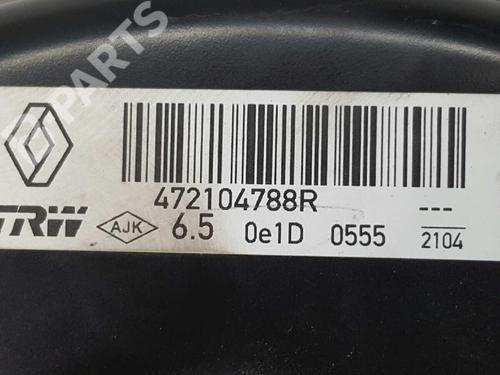 B PARTS
472104788R
TRW AJK 6.5 0e1D 0555 ---
2104